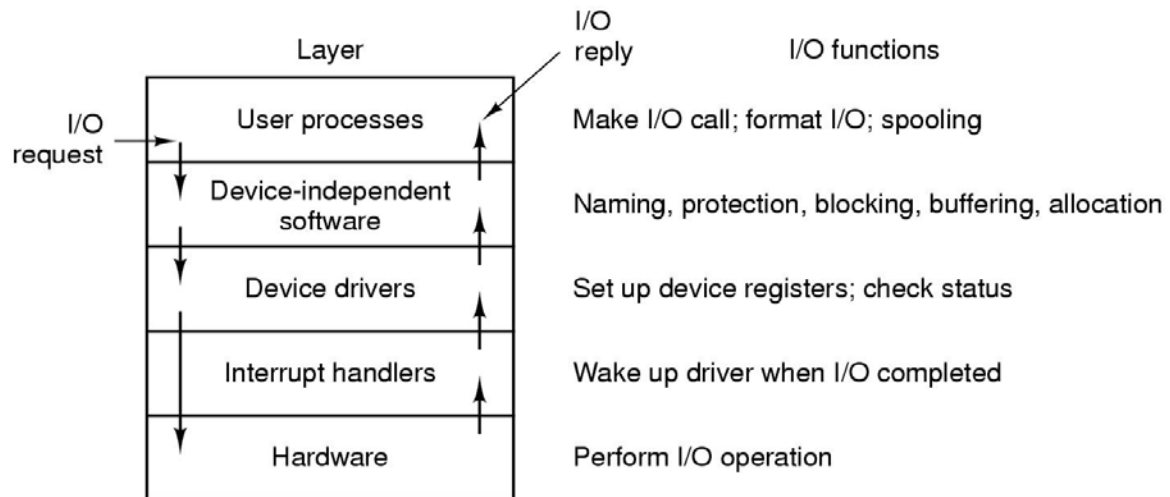 Layer
I/O
reply
I/O functions
I/O
request
User processes
Make I/O call; format I/O; spooling
Device-independent
software
Naming, protection, blocking, buffering, allocation
Device drivers
Set up device registers; check status
Interrupt handlers
Wake up driver when I/O completed
Hardware
Perform I/O operation